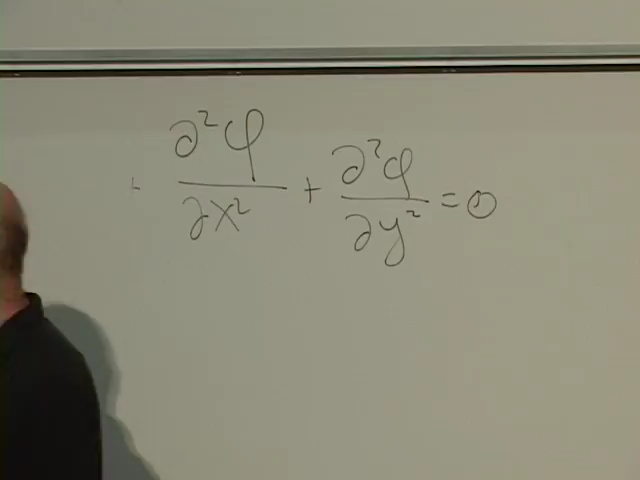 + ∂²φ/∂x² + ∂²φ/∂y² = 0